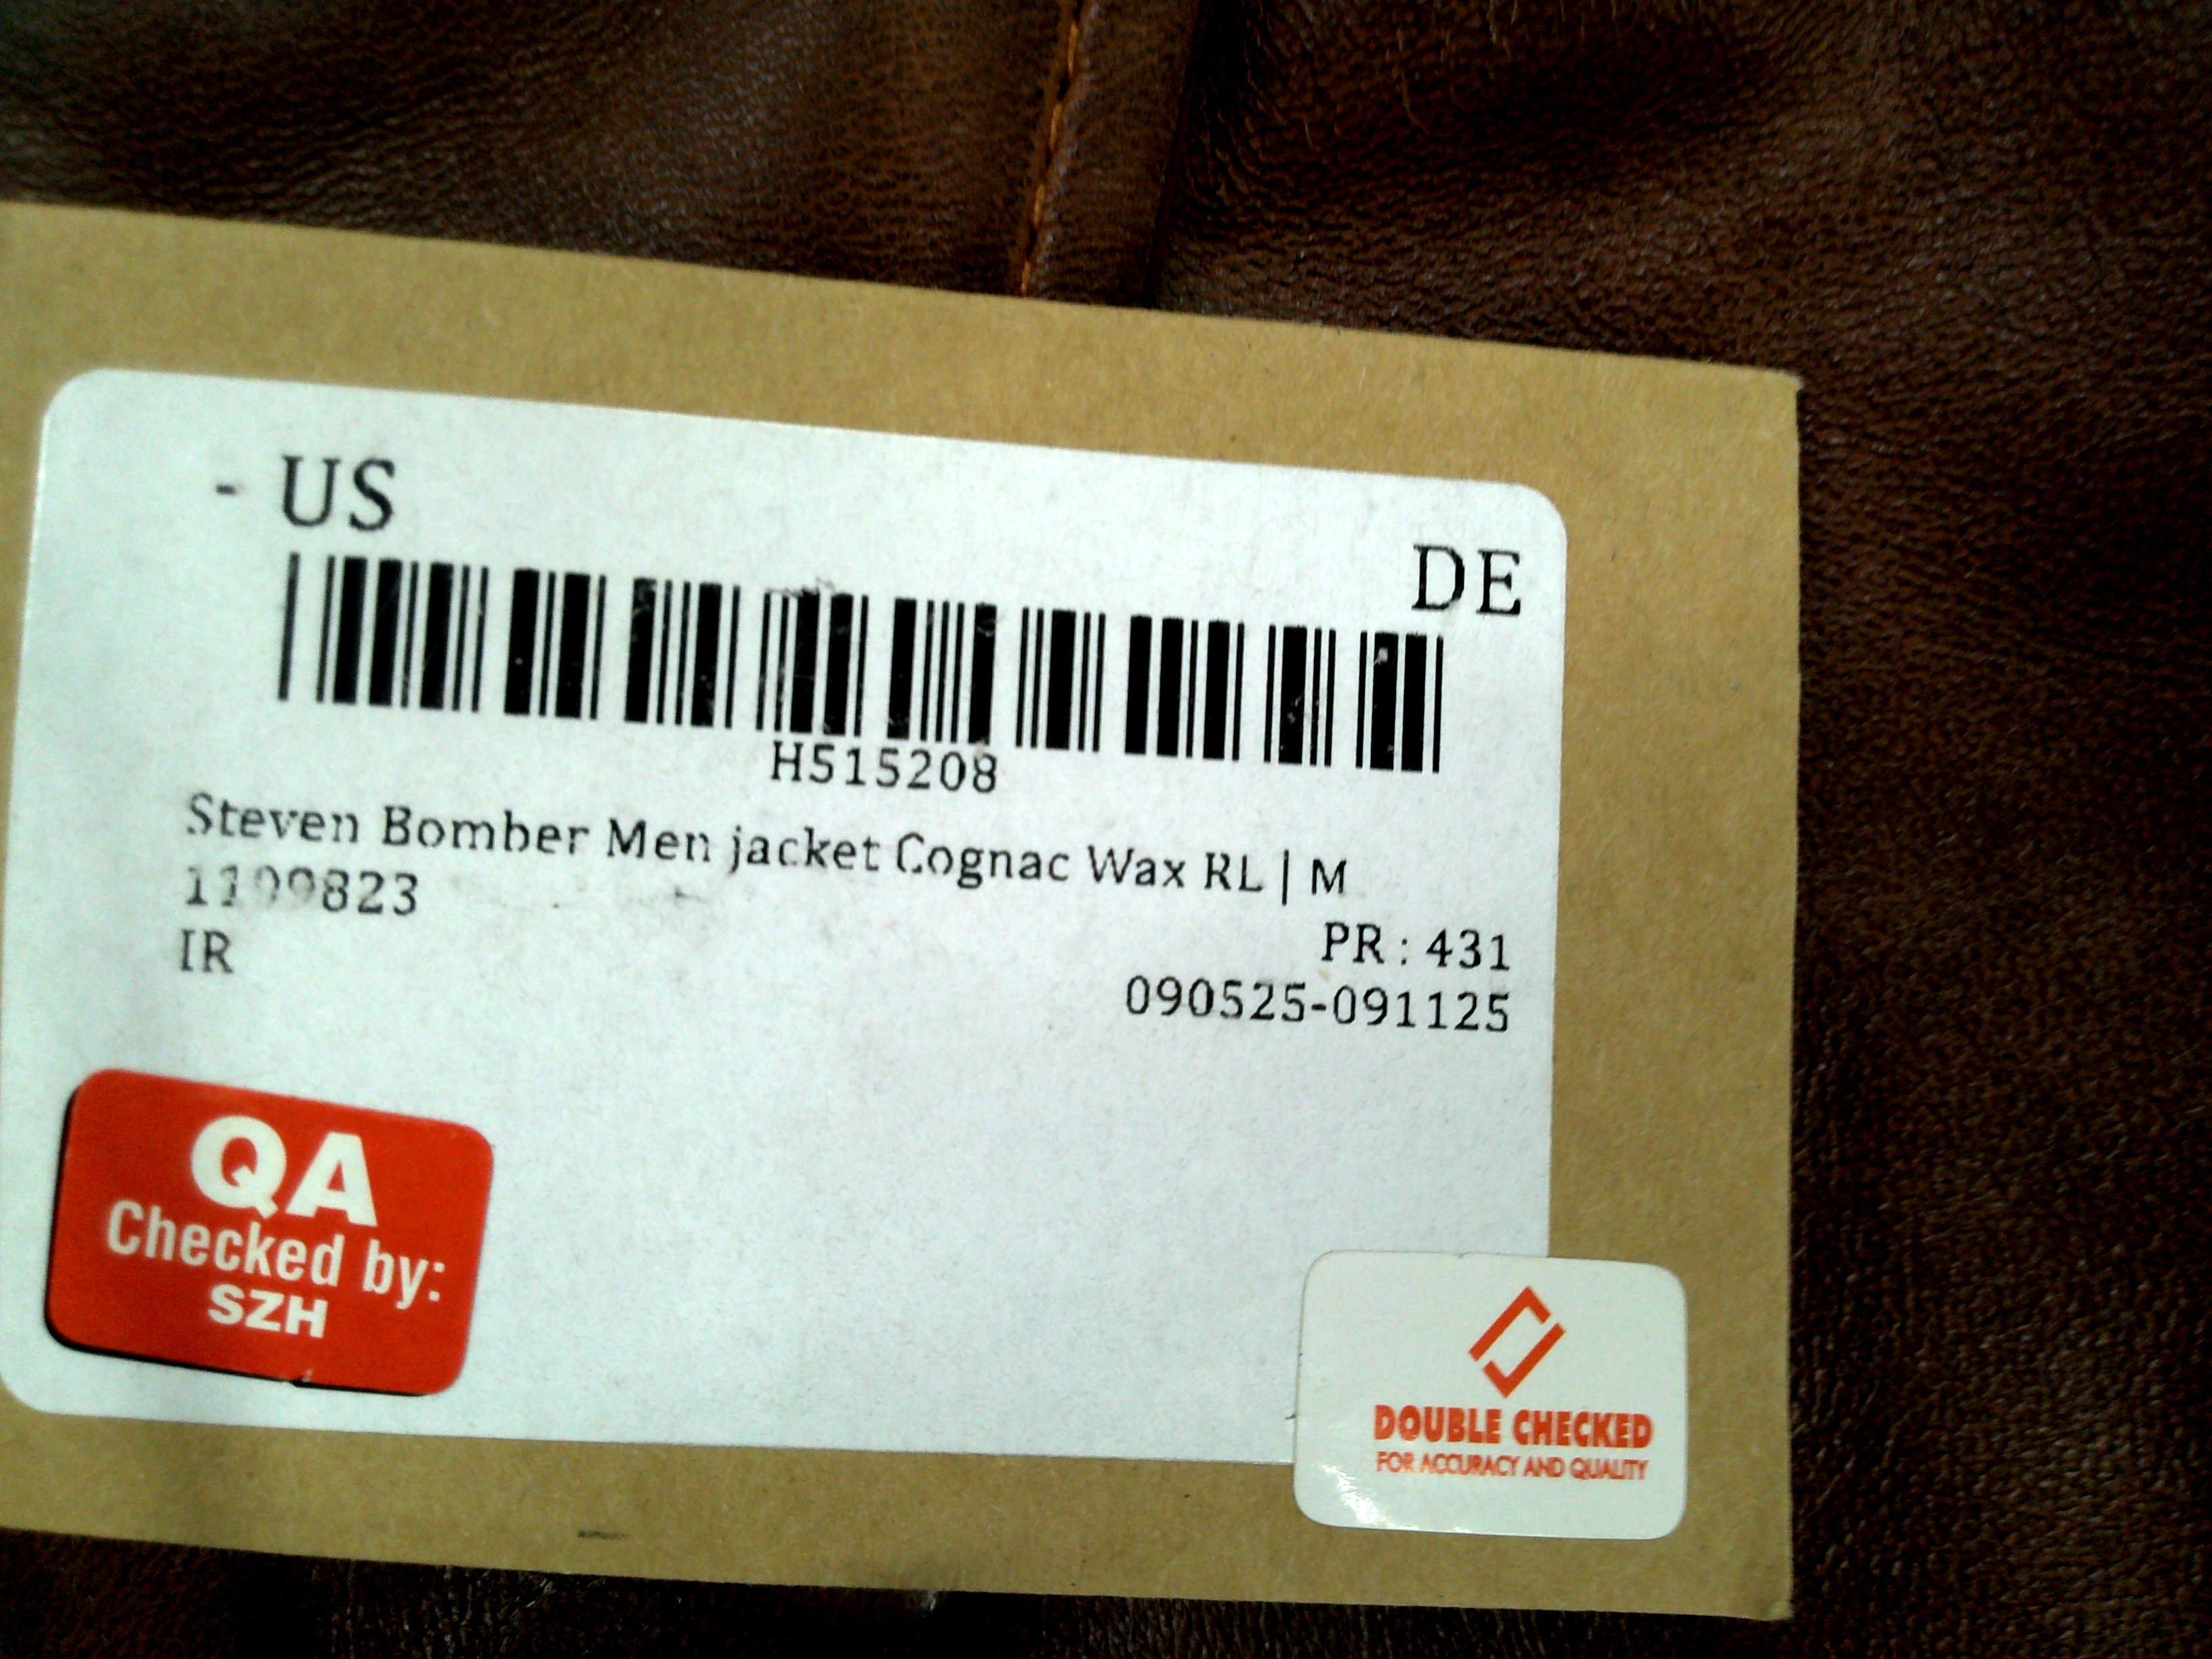 - US
DE
H515208
Steven Bomber Men jacket Cognac Wax RL | M
1199823
PR : 431
IR
090525-091125
QA
Checked by:
SZH
DOUBLE CHECKED
FOR ACCURACY AND QUALITY